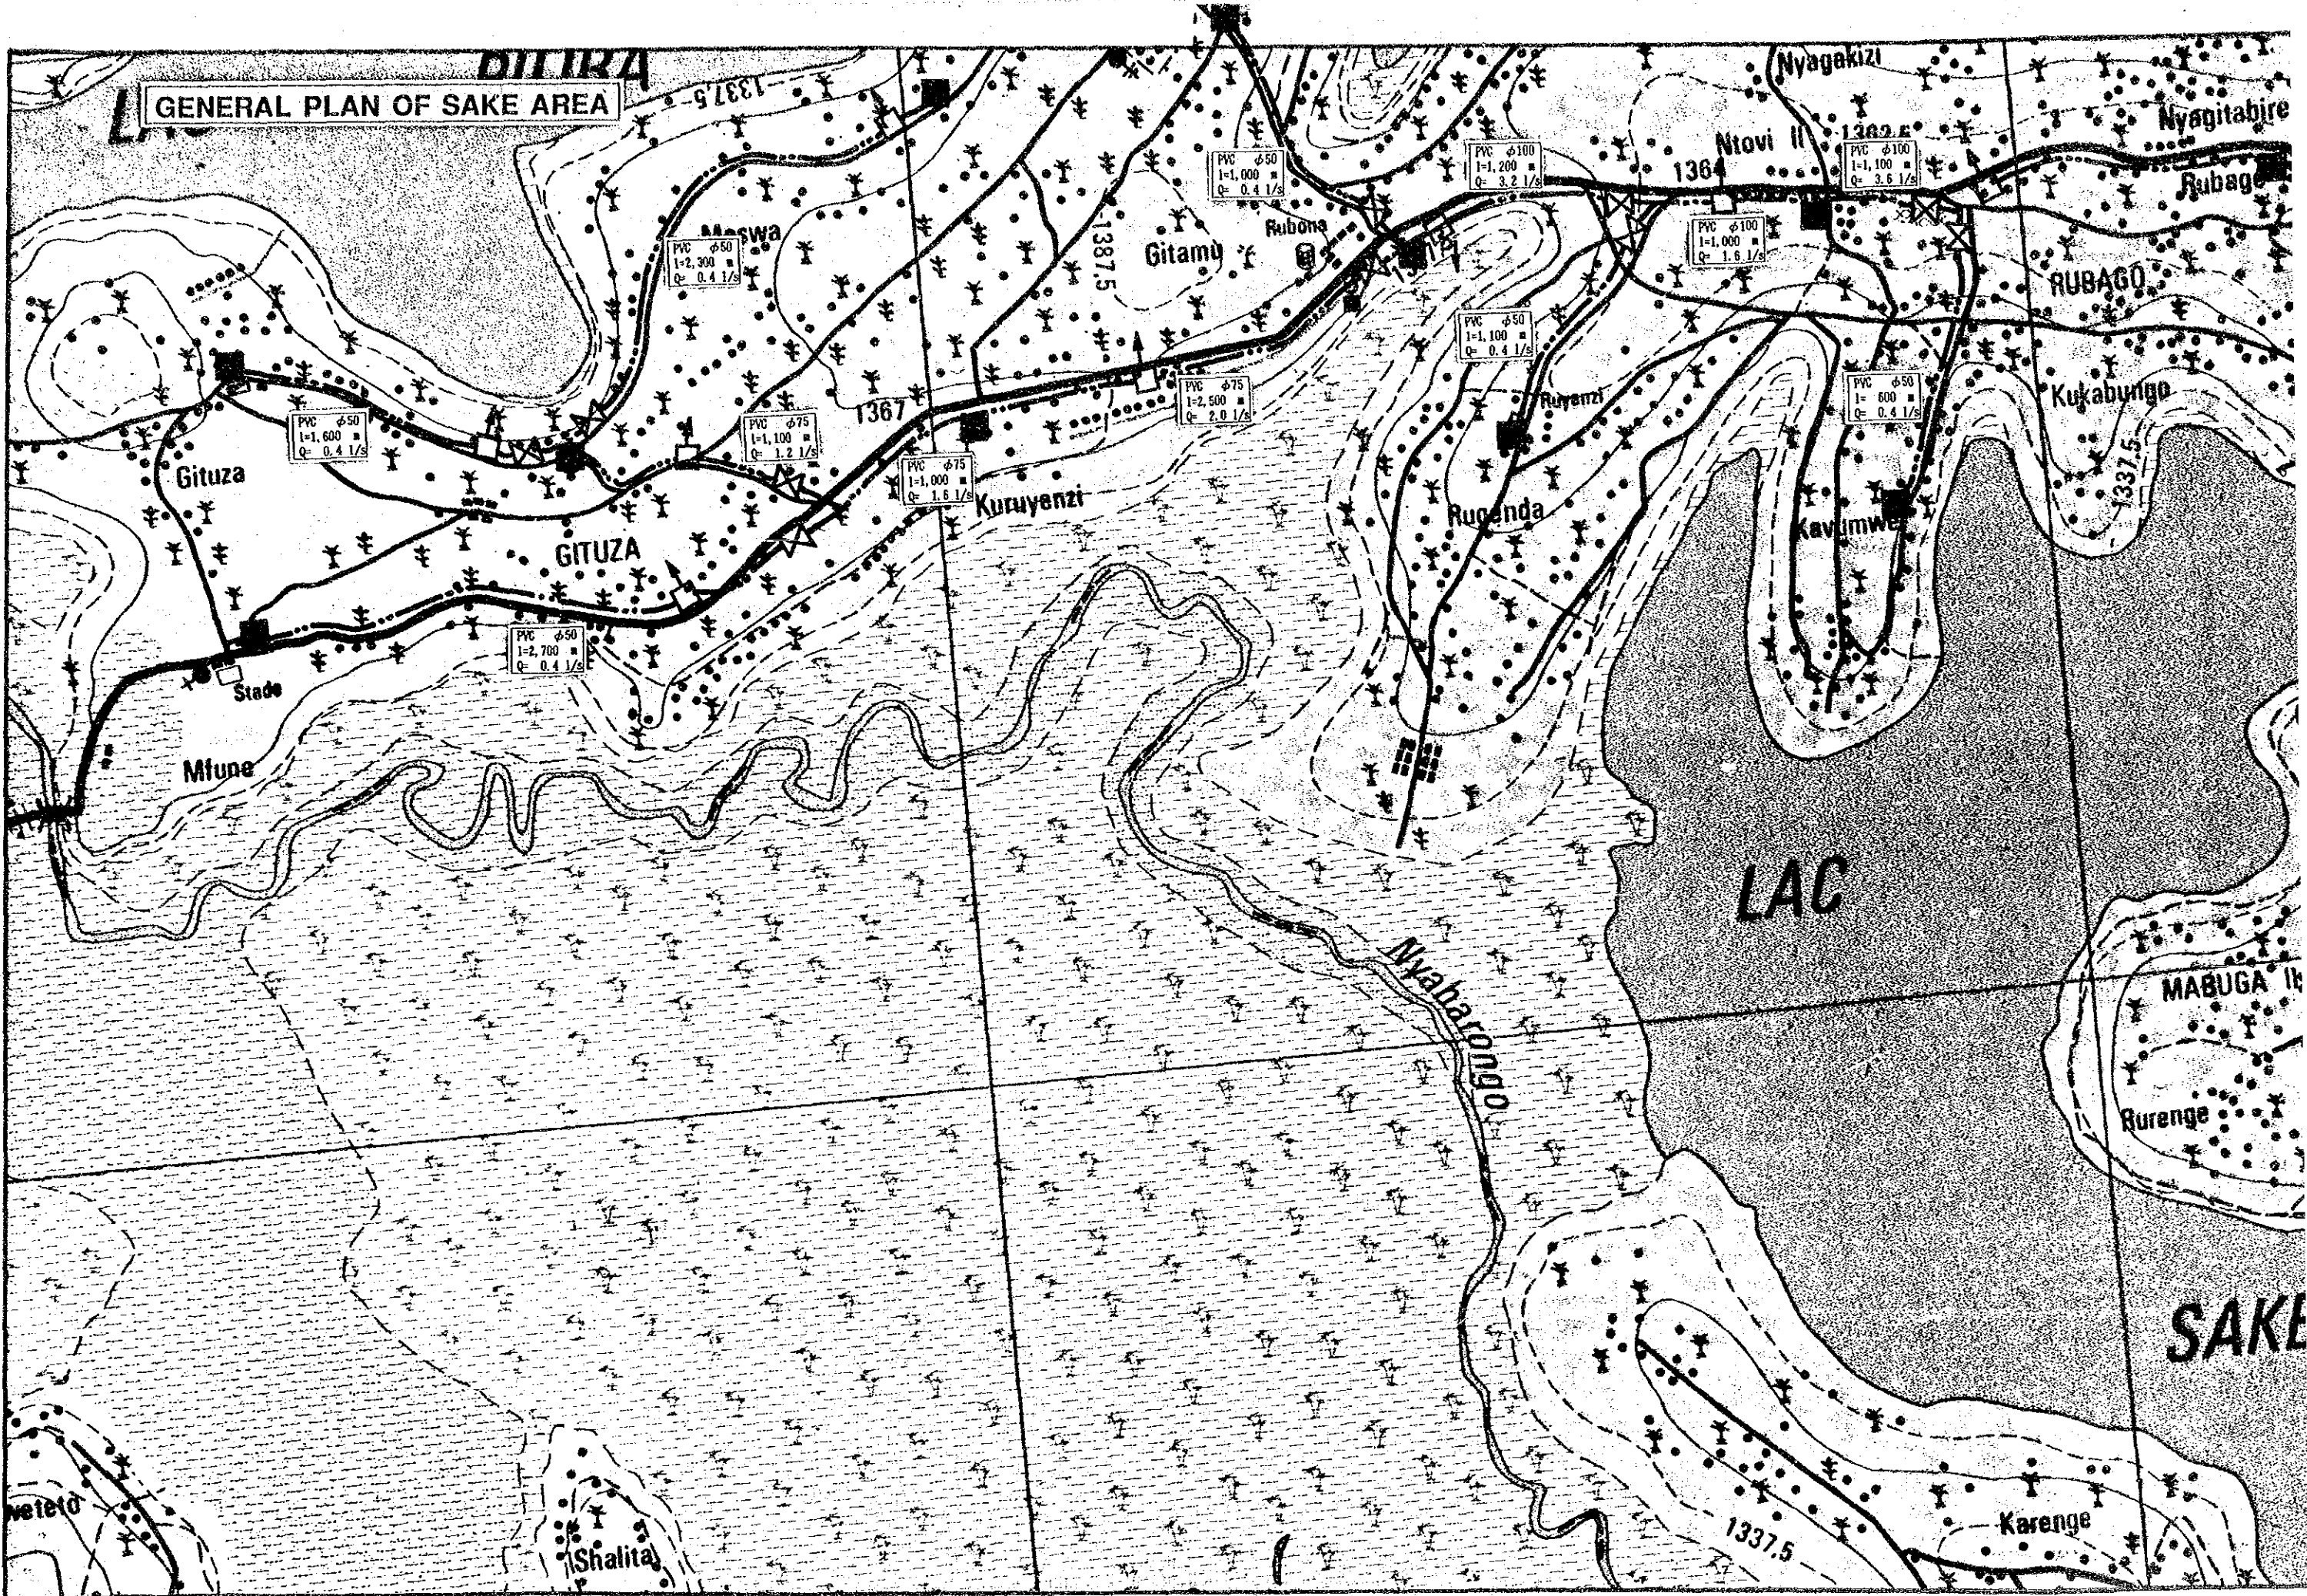 GENERAL PLAN OF SAKE AREA
1337,5
Nyagakizi
Nyagitabire
Ntovi II
1362.5
1364
PVC φ50
l=1,000 m
Q= 0.4 l/s
PVC φ100
l=1,200 m
Q= 3.2 l/s
PVC φ100
l=1,100 m
Q= 3.6 l/s
Rubago
PVC φ50
l=2,300 m
Q= 0.4 l/s
1387.5
Gitamu
Rubona
PVC φ100
l=1,000 m
Q= 1.6 l/s
RUBAGO
PVC φ50
l=1,100 m
Q= 0.4 l/s
PVC φ50
l=1,600 m
Q= 0.4 l/s
PVC φ75
l=1,100 m
Q= 1.2 l/s
1367
PVC φ75
l=2,500 m
Q= 2.0 l/s
Ruyenzi
PVC φ50
l= 600 m
Q= 0.4 l/s
Kukabungo
1337.5
Gituza
PVC φ75
l=1,000 m
Q= 1.6 l/s
Kuruyenzi
Ruganda
Kavumwe
GITUZA
PVC φ50
l=2,700 m
Q= 0.4 l/s
Stade
Mfune
LAC
Nyabarongo
MABUGA
Rurenge
SAKE
Karenge
1337.5
Shalita